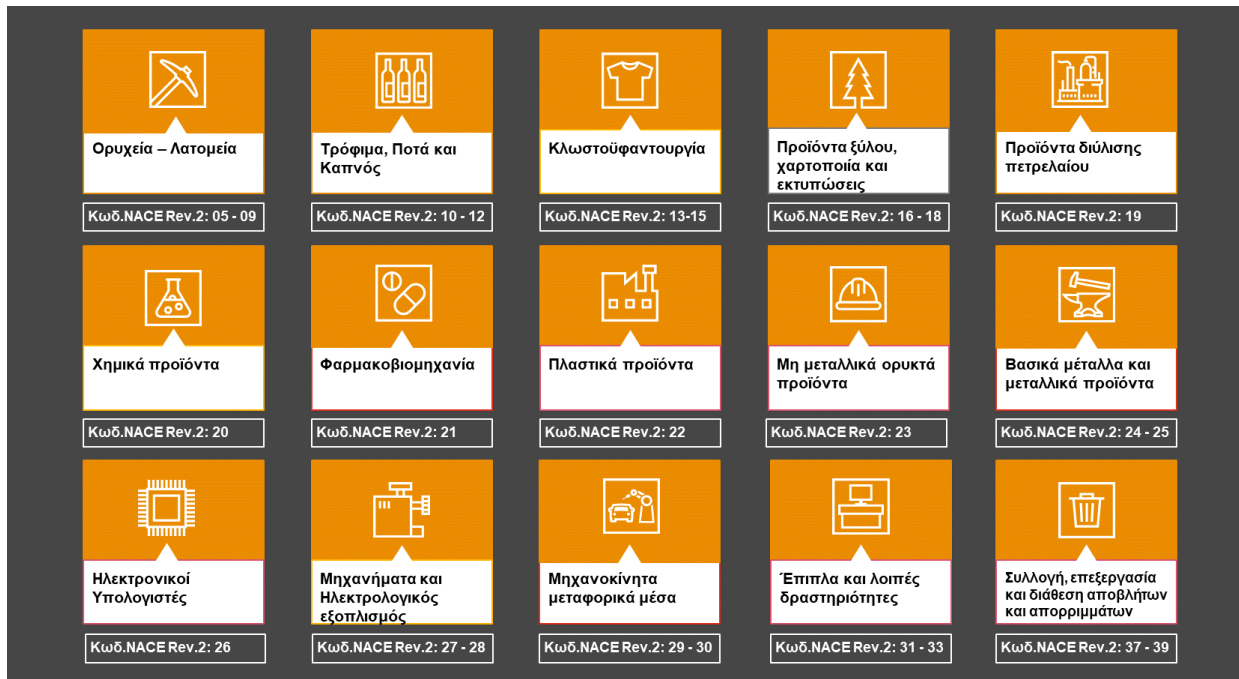 Ορυχεία – Λατομεία
Κωδ.NACE Rev.2: 05 - 09
Τρόφιμα, Ποτά και
Καπνός
Κωδ.NACE Rev.2: 10 - 12
Κλωστοϋφαντουργία
Κωδ.NACE Rev.2: 13-15
Προϊόντα ξύλου,
χαρτοποιία και
εκτυπώσεις
Κωδ.NACE Rev.2: 16 - 18
Προϊόντα διύλισης
πετρελαίου
Κωδ.NACE Rev.2: 19
Χημικά προϊόντα
Κωδ.NACE Rev.2: 20
Φαρμακοβιομηχανία
Κωδ.NACE Rev.2: 21
Πλαστικά προϊόντα
Κωδ.NACE Rev.2: 22
Μη μεταλλικά ορυκτά
προϊόντα
Κωδ.NACE Rev.2: 23
Βασικά μέταλλα και
μεταλλικά προϊόντα
Κωδ.NACE Rev.2: 24 - 25
Ηλεκτρονικοί
Υπολογιστές
Κωδ.NACE Rev.2: 26
Μηχανήματα και
Ηλεκτρολογικός
εξοπλισμός
Κωδ.NACE Rev.2: 27 - 28
Μηχανοκίνητα
μεταφορικά μέσα
Κωδ.NACE Rev.2: 29 - 30
Έπιπλα και λοιπές
δραστηριότητες
Κωδ.NACE Rev.2: 31 - 33
Συλλογή, επεξεργασία
και διάθεση αποβλήτων
και απορριμμάτων
Κωδ.NACE Rev.2: 37 - 39